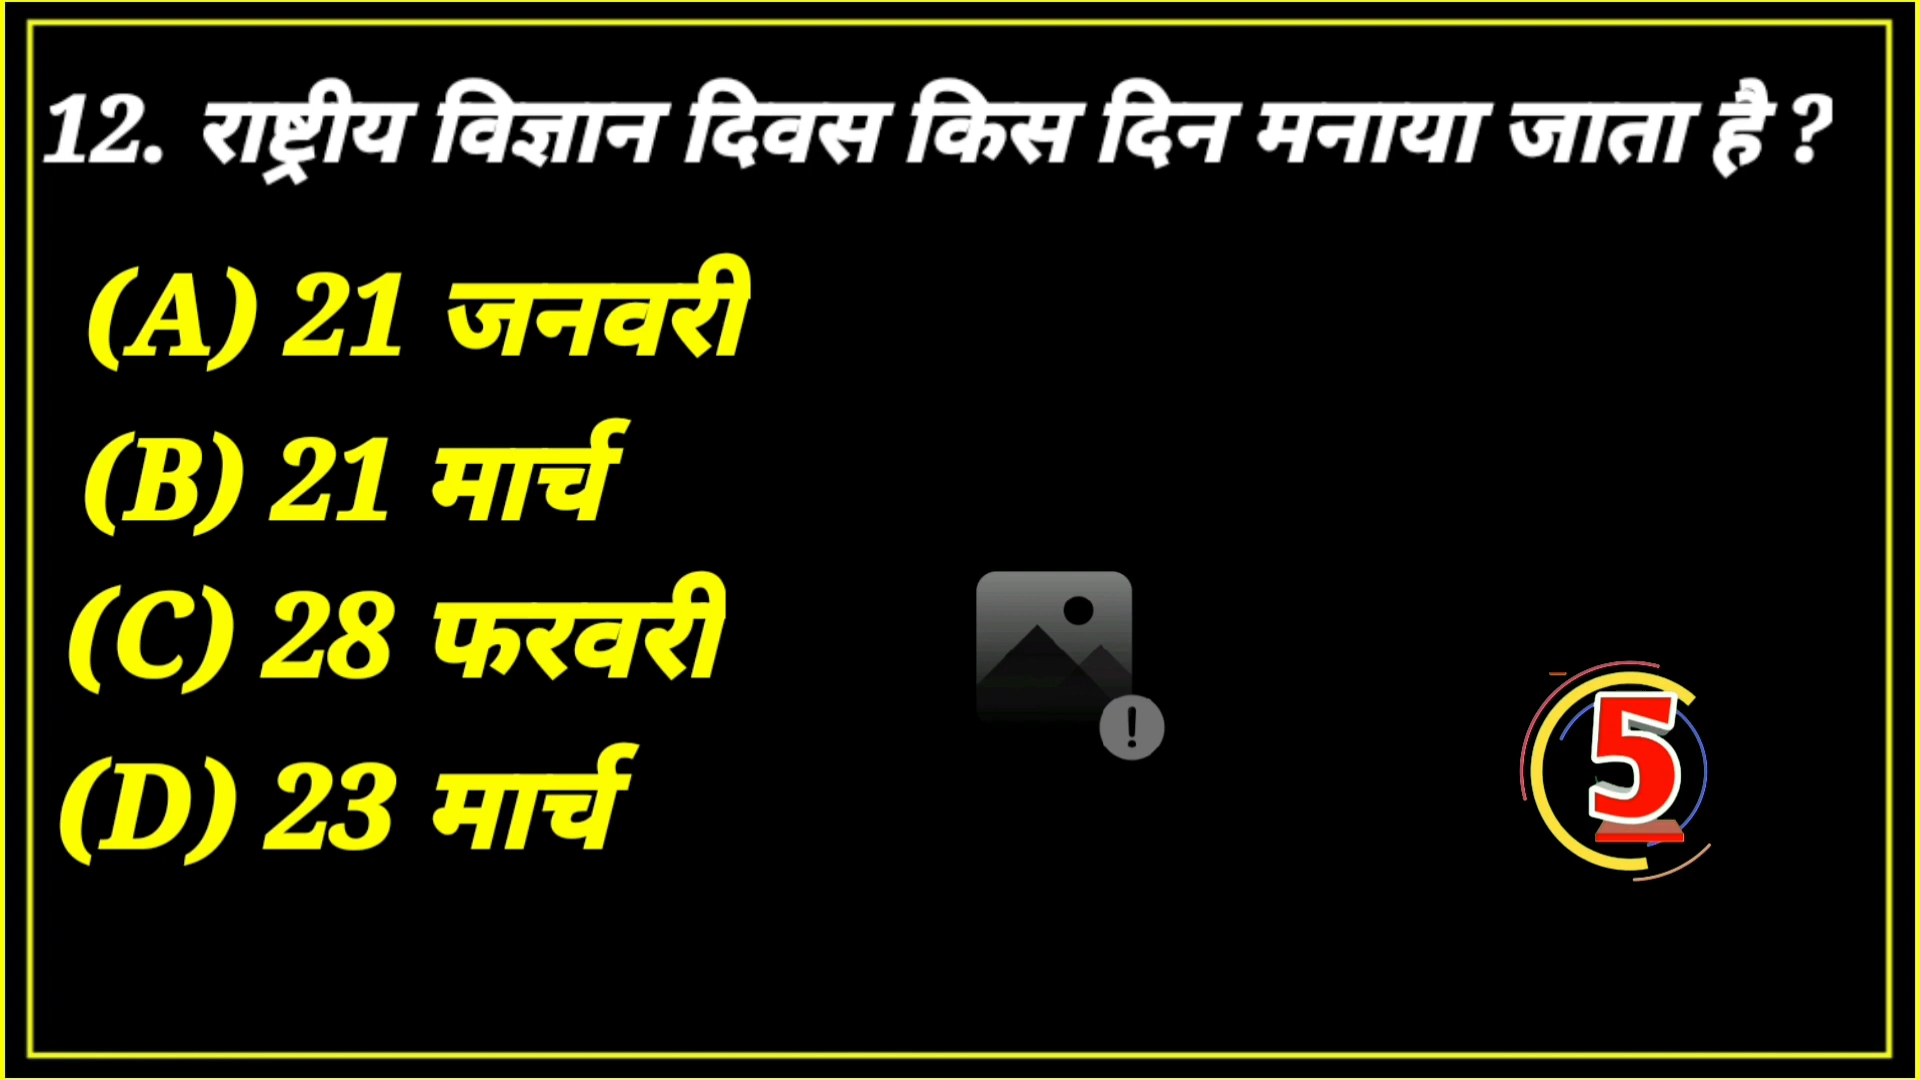 12. राष्ट्रीय विज्ञान दिवस किस दिन मनाया जाता है ?
(A) 21 जनवरी
(B) 21 मार्च
(C) 28 फरवरी
(D) 23 मार्च
5